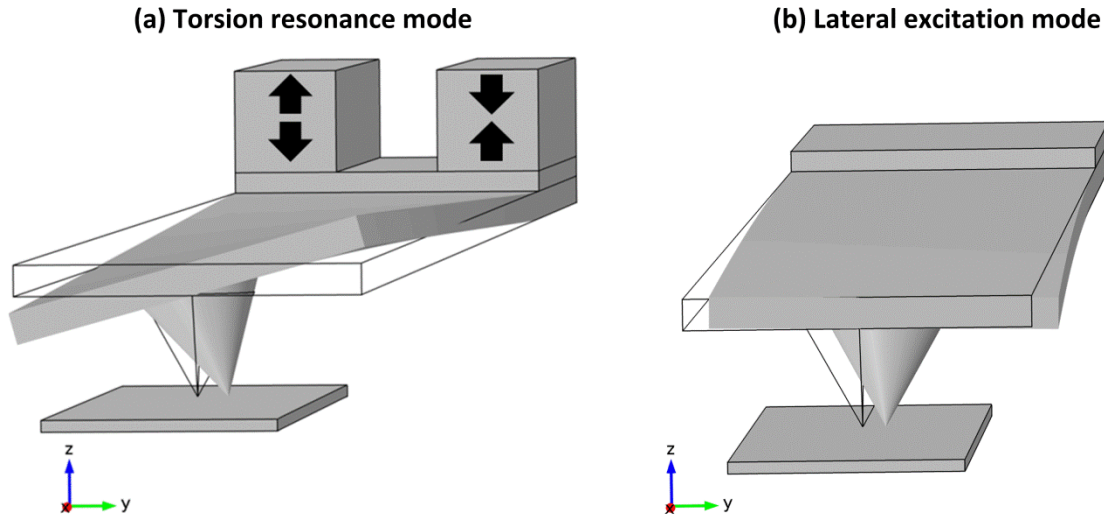 (a) Torsion resonance mode
(b) Lateral excitation mode
z
x
y
z
x
y